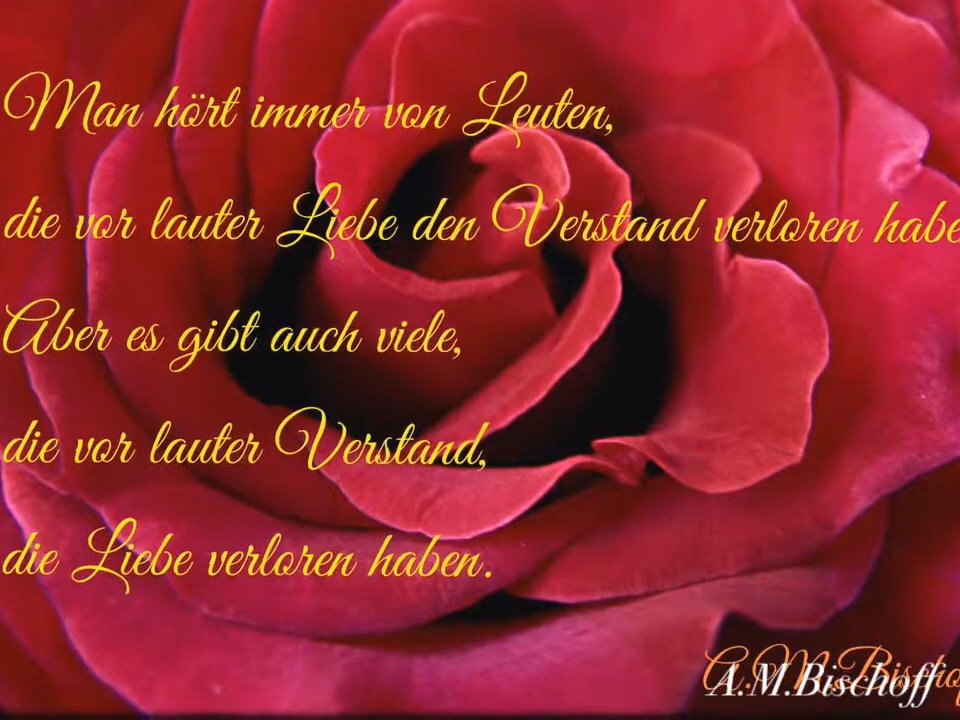 Man hört immer von Leuten,
die vor lauter Liebe den Verstand verloren habe
Aber es gibt auch viele,
die vor lauter Verstand,
die Liebe verloren haben.
A.M.Bischof
A.M.Bischoff